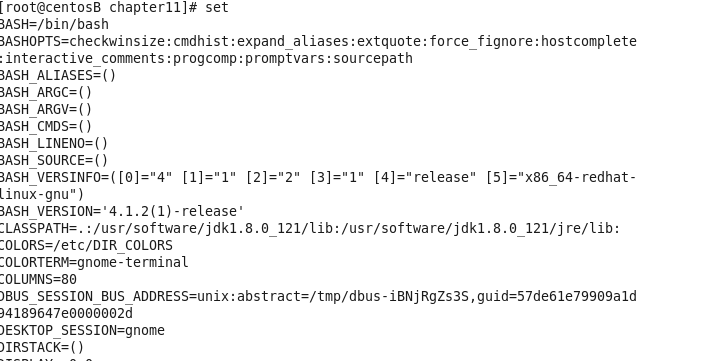 [root@centosB chapter11]# set
BASH=/bin/bash
BASHOPTS=checkwinsize:cmdhist:expand_aliases:extquote:force_fignore:hostcomplete
:interactive_comments:progcomp:promptvars:sourcepath
BASH_ALIASES=()
BASH_ARGC=()
BASH_ARGV=()
BASH_CMDS=()
BASH_LINENO=()
BASH_SOURCE=()
BASH_VERSINFO=([0]="4" [1]="1" [2]="2" [3]="1" [4]="release" [5]="x86_64-redhat-
linux-gnu")
BASH_VERSION='4.1.2(1)-release'
CLASSPATH=.:/usr/software/jdk1.8.0_121/lib:/usr/software/jdk1.8.0_121/jre/lib:
COLORS=/etc/DIR_COLORS
COLORTERM=gnome-terminal
COLUMNS=80
DBUS_SESSION_BUS_ADDRESS=unix:abstract=/tmp/dbus-iBNjRgZs3S,guid=57de61e79909a1d
94189647e0000002d
DESKTOP_SESSION=gnome
DIRSTACK=()